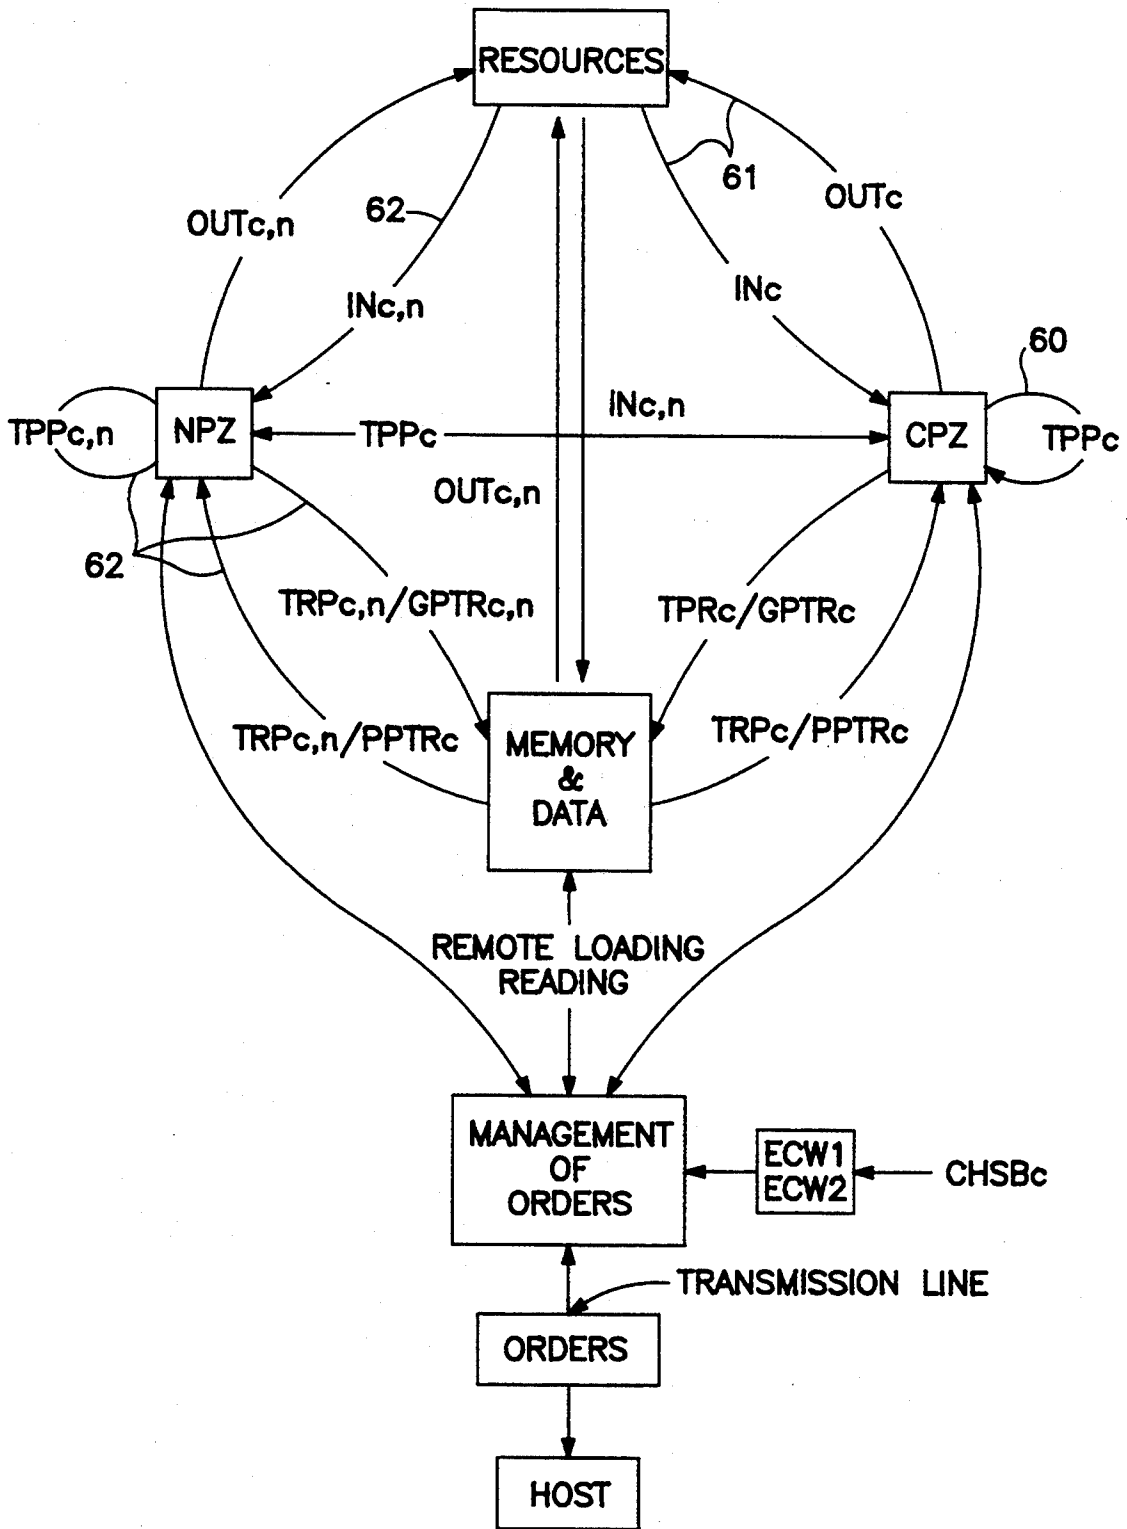 RESOURCES
61
OUTc
62
OUTc,n
INc
INc,n
60
INc,n
TPPc,n
NPZ
TPPc
CPZ
TPPc
OUTc,n
62
TRPc,n/GPTRc,n
TPRc/GPTRc
TRPc,n/PPTRc
TRPc/PPTRc
MEMORY
&
DATA
REMOTE LOADING
READING
MANAGEMENT
OF
ORDERS
ECW1
ECW2
CHSBc
TRANSMISSION LINE
ORDERS
HOST